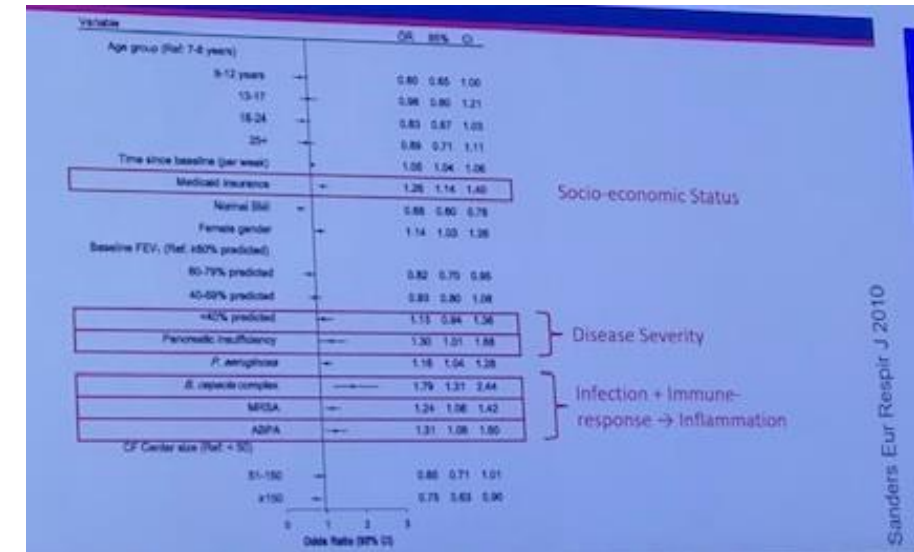 Variable OR 95% CI
Age group (Ref: 7-8 years)
9-12 years 0.80 0.65 1.00
13-17 0.98 0.80 1.21
18-24 0.83 0.67 1.03
25+ 0.89 0.71 1.11
Time since baseline (per week) 1.05 1.04 1.06
Medicaid insurance 1.26 1.14 1.40
Normal BMI 0.60 0.78
Female gender 1.14 1.03 1.26
Baseline FEV₁ (Ref. ≥80% predicted)
60-79% predicted 0.82 0.70 0.95
40-59% predicted 0.80 1.08
<40% predicted 1.13 0.94 1.36
Pancreatic insufficiency 1.30 1.01 1.68
P. aeruginosa 1.16 1.04 1.28
B. cepacia complex 1.79 1.31 2.44
MRSA 1.24 1.08 1.42
ABPA 1.31 1.08 1.60
CF Center size (Ref. < 50)
51-150 0.71 1.01
≥150 0.75 0.63 0.90
0 1 2 3
Odds Ratio (95% CI)
Socio-economic Status
Disease Severity
Infection + Immune-
response → Inflammation
Sanders Eur Respir J 2010